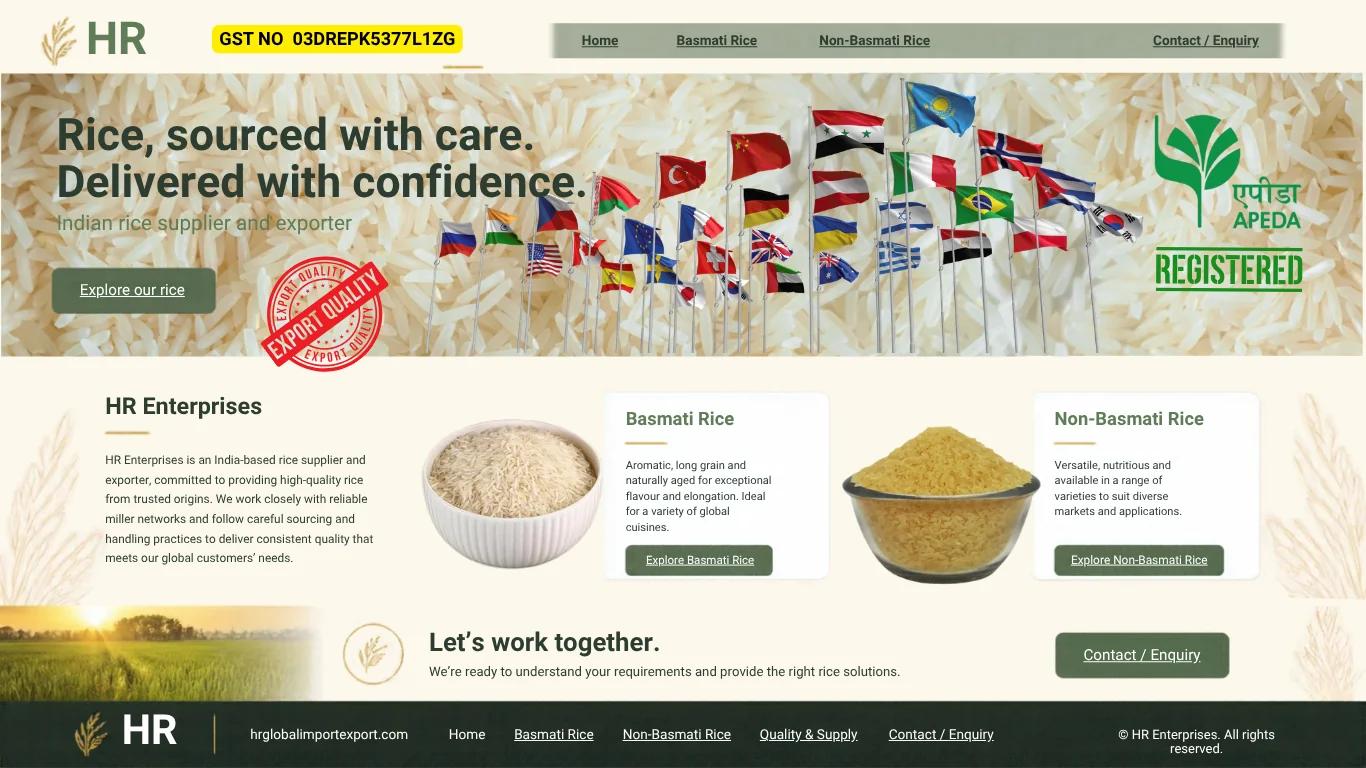 HR
GST NO 03DREPK5377L1ZG
Home
Basmati Rice
Non-Basmati Rice
Contact / Enquiry
Rice, sourced with care.
Delivered with confidence.
Indian rice supplier and exporter
Explore our rice
EXPORT QUALITY
EXPORT QUALITY
EXPORT QUALITY
एपीडा
APEDA
REGISTERED
HR Enterprises
HR Enterprises is an India-based rice supplier and
exporter, committed to providing high-quality rice
from trusted origins. We work closely with reliable
miller networks and follow careful sourcing and
handling practices to deliver consistent quality that
meets our global customers’ needs.
Basmati Rice
Aromatic, long grain and
naturally aged for exceptional
flavour and elongation. Ideal
for a variety of global
cuisines.
Explore Basmati Rice
Non-Basmati Rice
Versatile, nutritious and
available in a range of
varieties to suit diverse
markets and applications.
Explore Non-Basmati Rice
Let’s work together.
We’re ready to understand your requirements and provide the right rice solutions.
Contact / Enquiry
HR
hrglobalimportexport.com
Home
Basmati Rice
Non-Basmati Rice
Quality & Supply
Contact / Enquiry
© HR Enterprises. All rights
reserved.